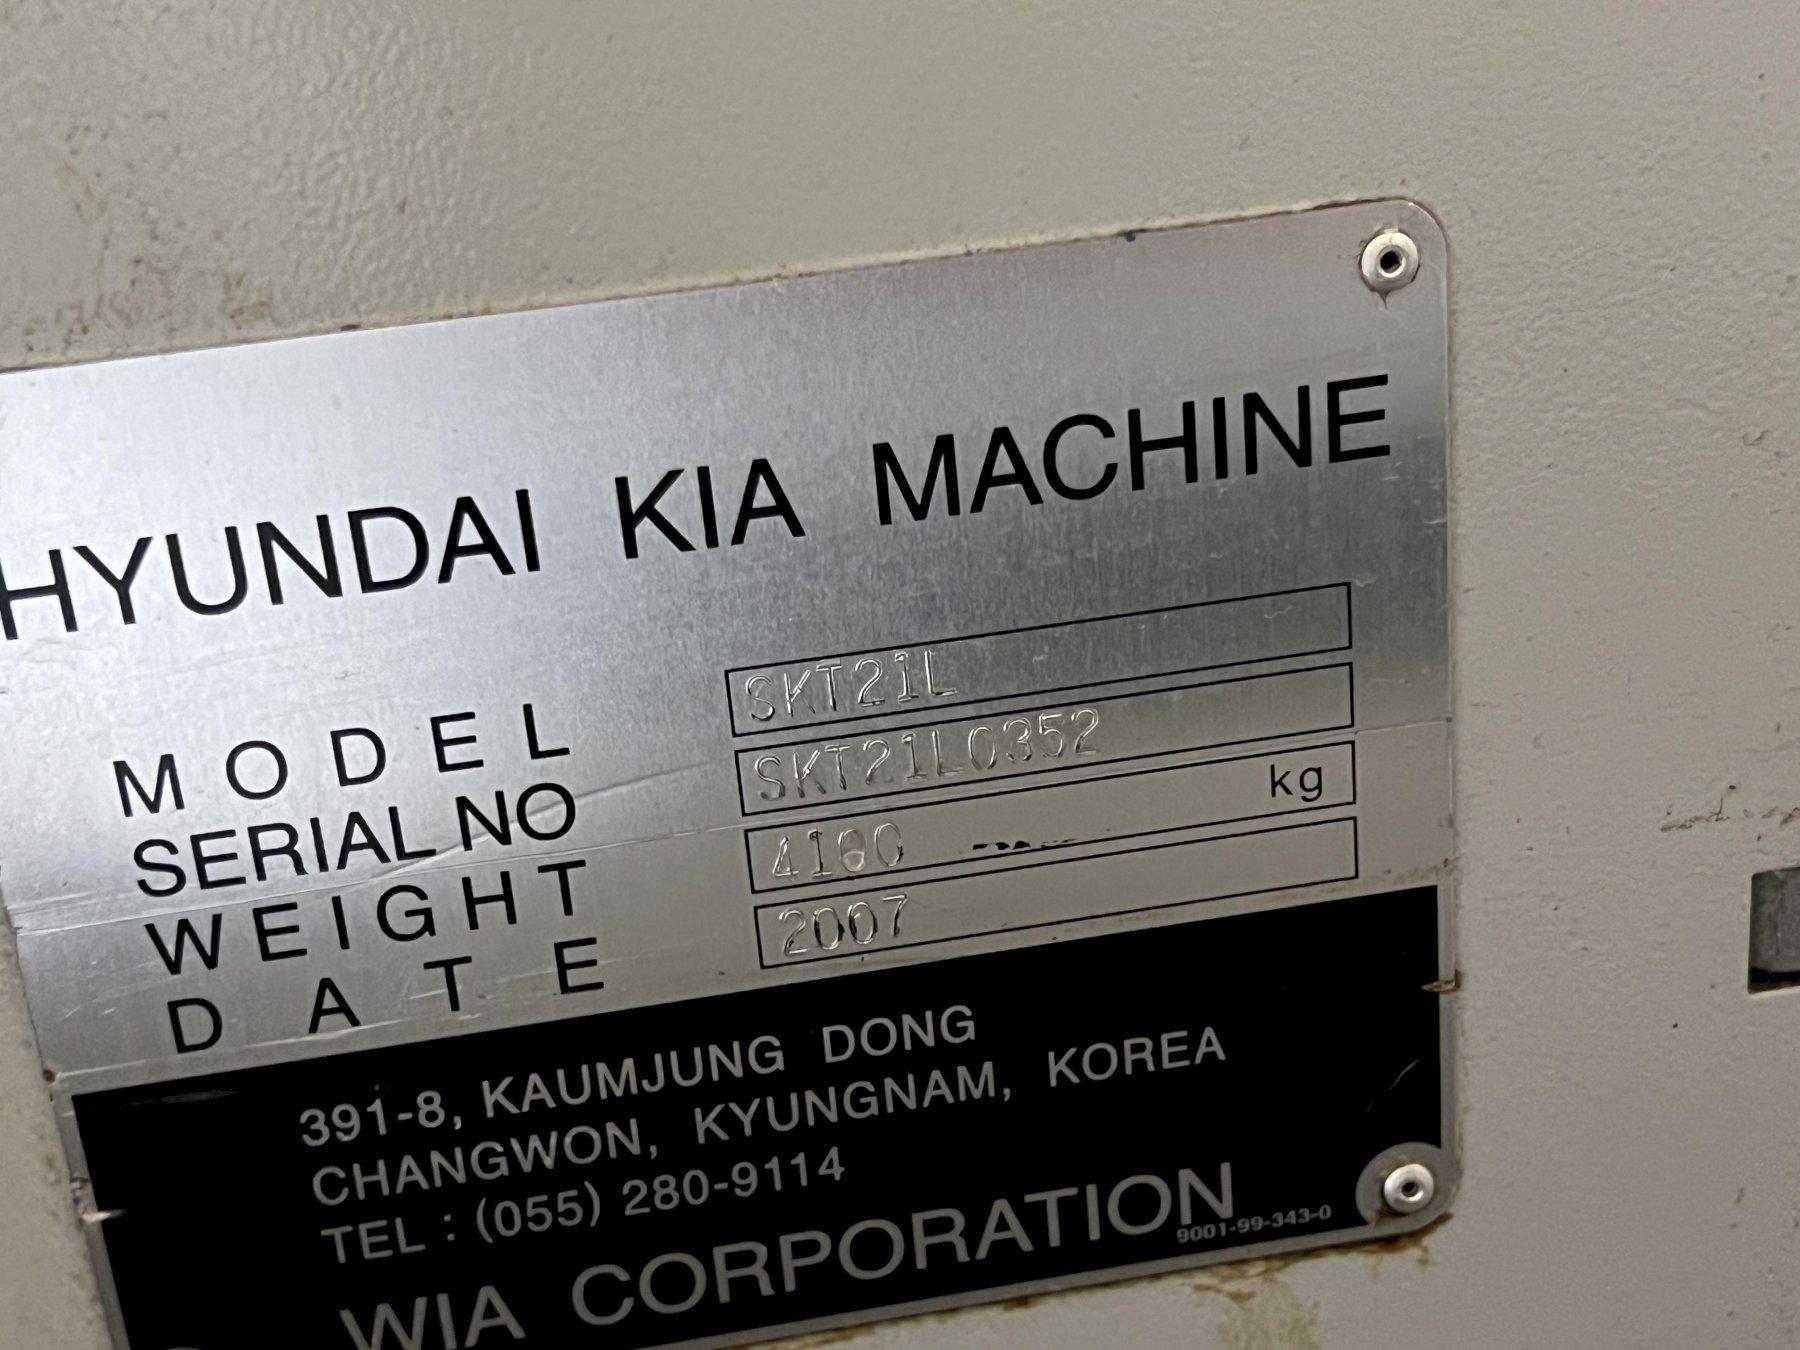 HYUNDAI KIA MACHINE
MODEL SKT21L
SERIAL NO SKT21L0352
WEIGHT 4100 kg
DATE 2007
391-8, KAUMJUNG DONG
CHANGWON, KYUNGNAM, KOREA
TEL : (055) 280-9114
WIA CORPORATION
9001-99-343-0